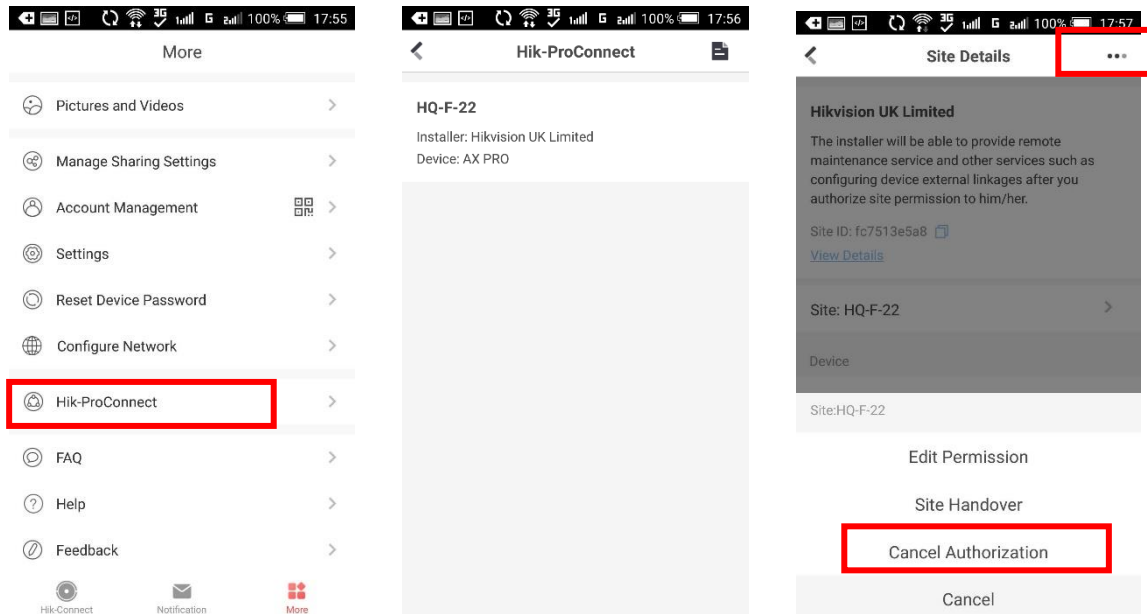 100% 17:55
More
Pictures and Videos
Manage Sharing Settings
Account Management
Settings
Reset Device Password
Configure Network
Hik-ProConnect
FAQ
Help
Feedback
Hik-Connect Notification More
3G G 100% 17:56
Hik-ProConnect
HQ-F-22
Installer: Hikvision UK Limited
Device: AX PRO
3G G 100% 17:57
Site Details
Hikvision UK Limited
The installer will be able to provide remote
maintenance service and other services such as
configuring device external linkages after you
authorize site permission to him/her.
Site ID: fc7513e5a8
View Details
Site: HQ-F-22
Device
Site:HQ-F-22
Edit Permission
Site Handover
Cancel Authorization
Cancel